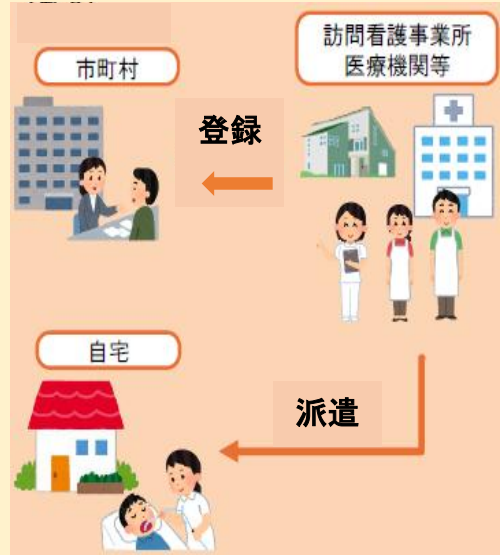 市町村
訪問看護事業所
医療機関等
登録
自宅
派遣